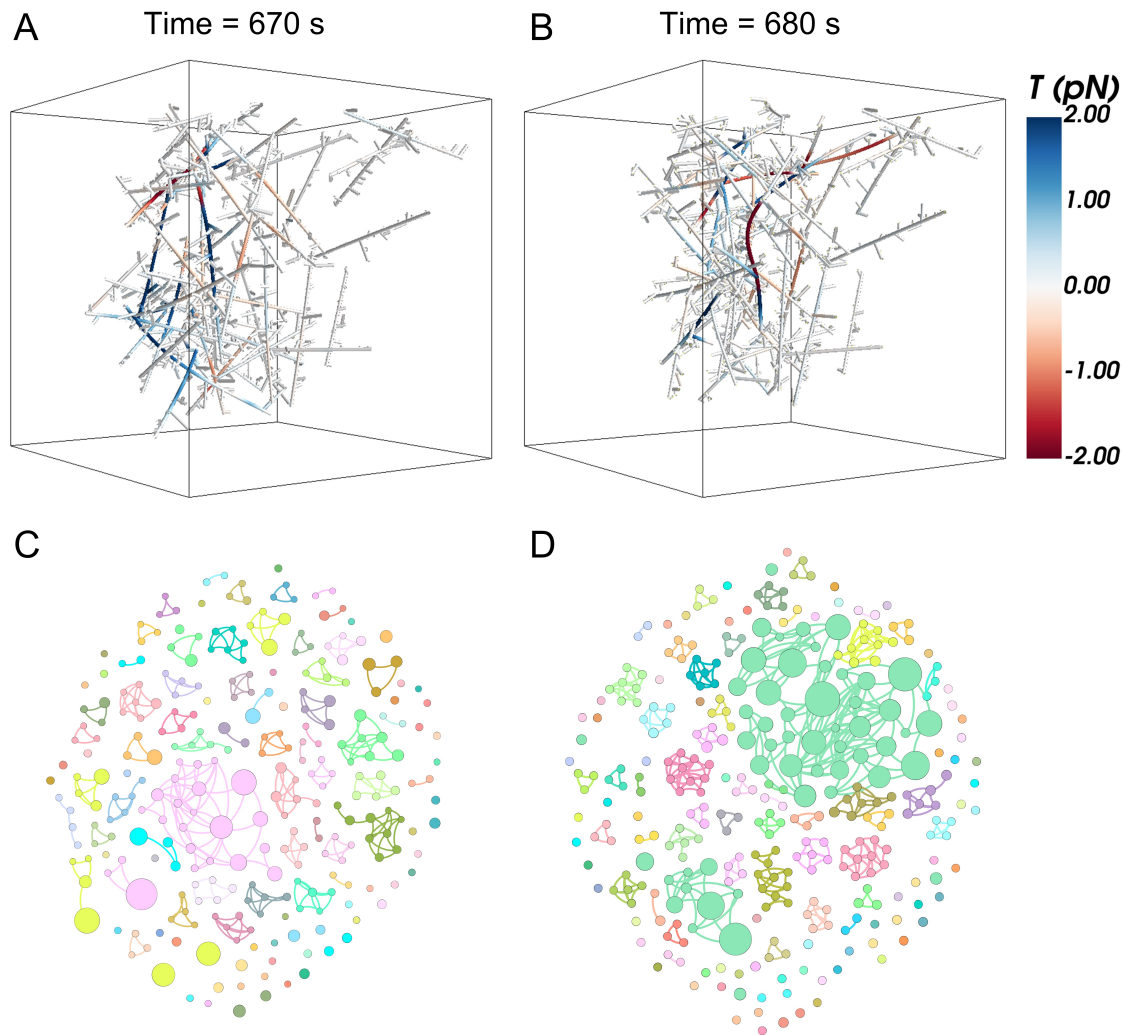 A
Time = 670 s
B
Time = 680 s
T (pN)
2.00
1.00
0.00
-1.00
-2.00
C
D